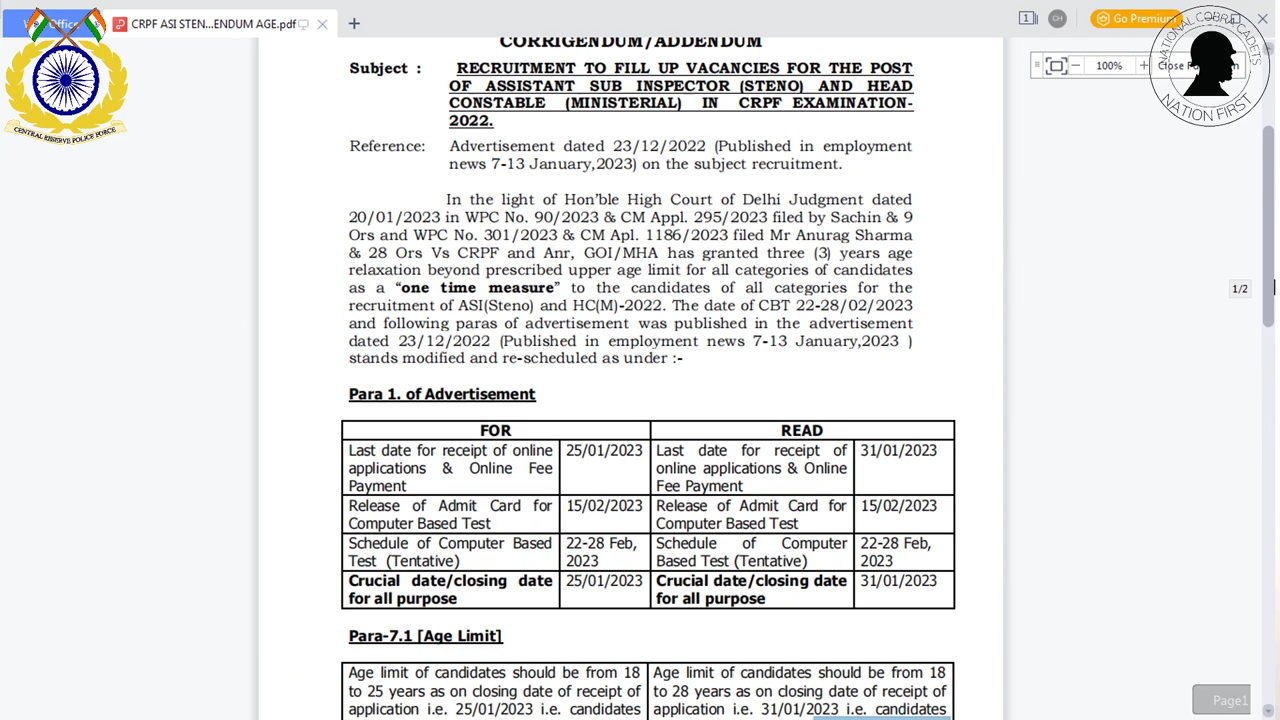 W
Office
CRPF ASI STEN...ENDUM AGE.pdf
1
CH
Go Premium
100%
Close P
CENTRAL RESERVE POLICE FORCE
NATIONAL COBRA CADETS
NATION FIRST
CORRIGENDUM/ADDENDUM
Subject : RECRUITMENT TO FILL UP VACANCIES FOR THE POST
OF ASSISTANT SUB INSPECTOR (STENO) AND HEAD
CONSTABLE (MINISTERIAL) IN CRPF EXAMINATION-
2022.
Reference: Advertisement dated 23/12/2022 (Published in employment
news 7-13 January,2023) on the subject recruitment.
In the light of Hon'ble High Court of Delhi Judgment dated
20/01/2023 in WPC No. 90/2023 & CM Appl. 295/2023 filed by Sachin & 9
Ors and WPC No. 301/2023 & CM Apl. 1186/2023 filed Mr Anurag Sharma
& 28 Ors Vs CRPF and Anr, GOI/MHA has granted three (3) years age
relaxation beyond prescribed upper age limit for all categories of candidates
as a "one time measure" to the candidates of all categories for the
recruitment of ASI(Steno) and HC(M)-2022. The date of CBT 22-28/02/2023
and following paras of advertisement was published in the advertisement
dated 23/12/2022 (Published in employment news 7-13 January,2023 )
stands modified and re-scheduled as under :-
1/2
Para 1. of Advertisement
FOR READ
Last date for receipt of online 25/01/2023 Last date for receipt of 31/01/2023
applications & Online Fee online applications & Online
Payment Fee Payment
Release of Admit Card for 15/02/2023 Release of Admit Card for 15/02/2023
Computer Based Test Computer Based Test
Schedule of Computer Based 22-28 Feb, Schedule of Computer 22-28 Feb,
Test (Tentative) 2023 Based Test (Tentative) 2023
Crucial date/closing date 25/01/2023 Crucial date/closing date 31/01/2023
for all purpose for all purpose
Para-7.1 [Age Limit]
Age limit of candidates should be from 18 Age limit of candidates should be from 18
to 25 years as on closing date of receipt of to 28 years as on closing date of receipt of
application i.e. 25/01/2023 i.e. candidates application i.e. 31/01/2023 i.e. candidates
Page1